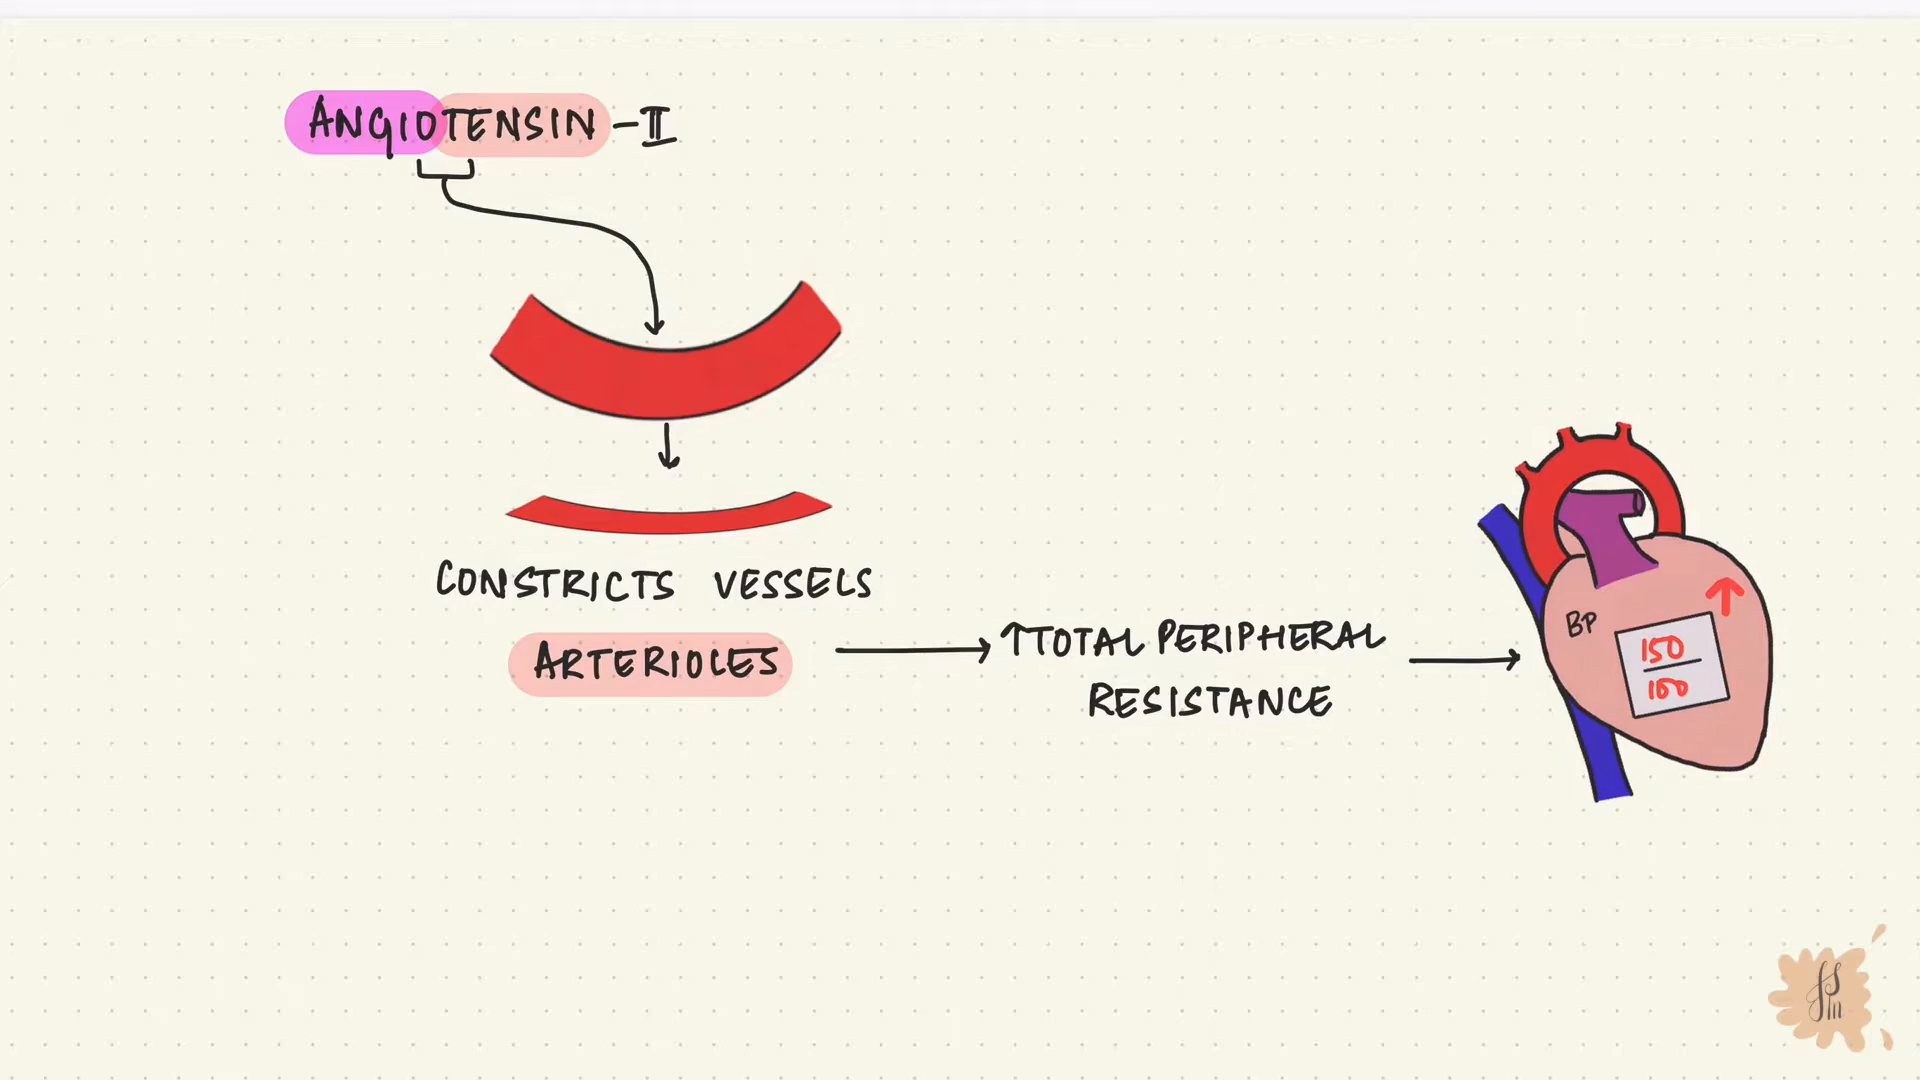 ANGIOTENSIN-II
CONSTRICTS VESSELS
ARTERIOLES
↑TOTAL PERIPHERAL
RESISTANCE
BP
↑
150
100